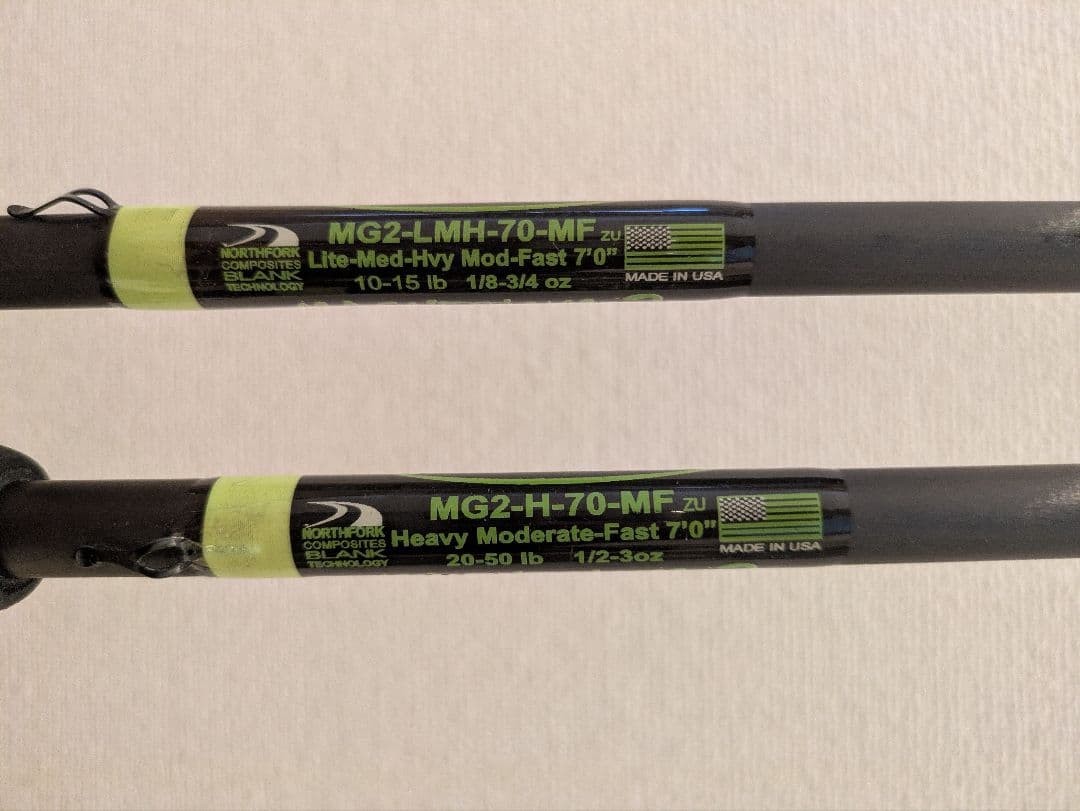 MG2-LMH-70-MF ZU
NORTHFORK
COMPOSITES
BLANK
TECHNOLOGY
Lite-Med-Hvy Mod-Fast 7'0"
10-15 lb 1/8-3/4 oz
MADE IN USA
MG2-H-70-MF ZU
NORTHFORK
COMPOSITES
BLANK
TECHNOLOGY
Heavy Moderate-Fast 7'0"
20-50 lb 1/2-3oz
MADE IN USA